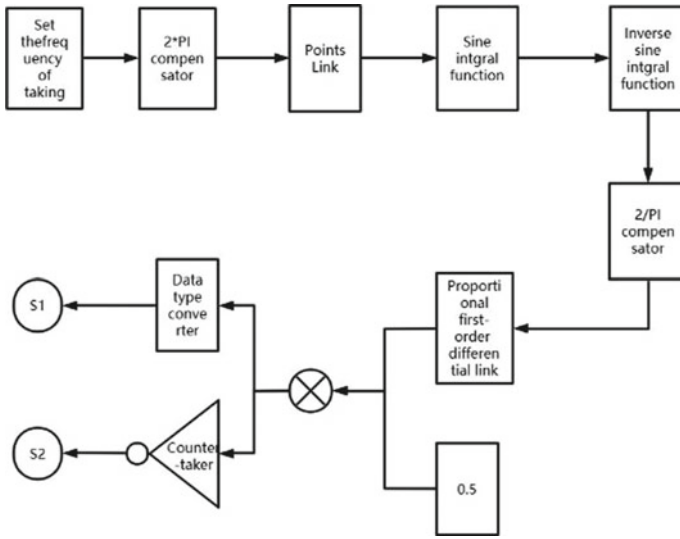 Set
thefreq
uency
of
taking
2*PI
compen
sator
Points
Link
Sine
intgral
function
Inverse
sine
intgral
function
2/PI
compen
sator
Proporti
onal
first-
order
differen
tial link
Data
type
conve
rter
S1
Counter
-taker
S2
0.5